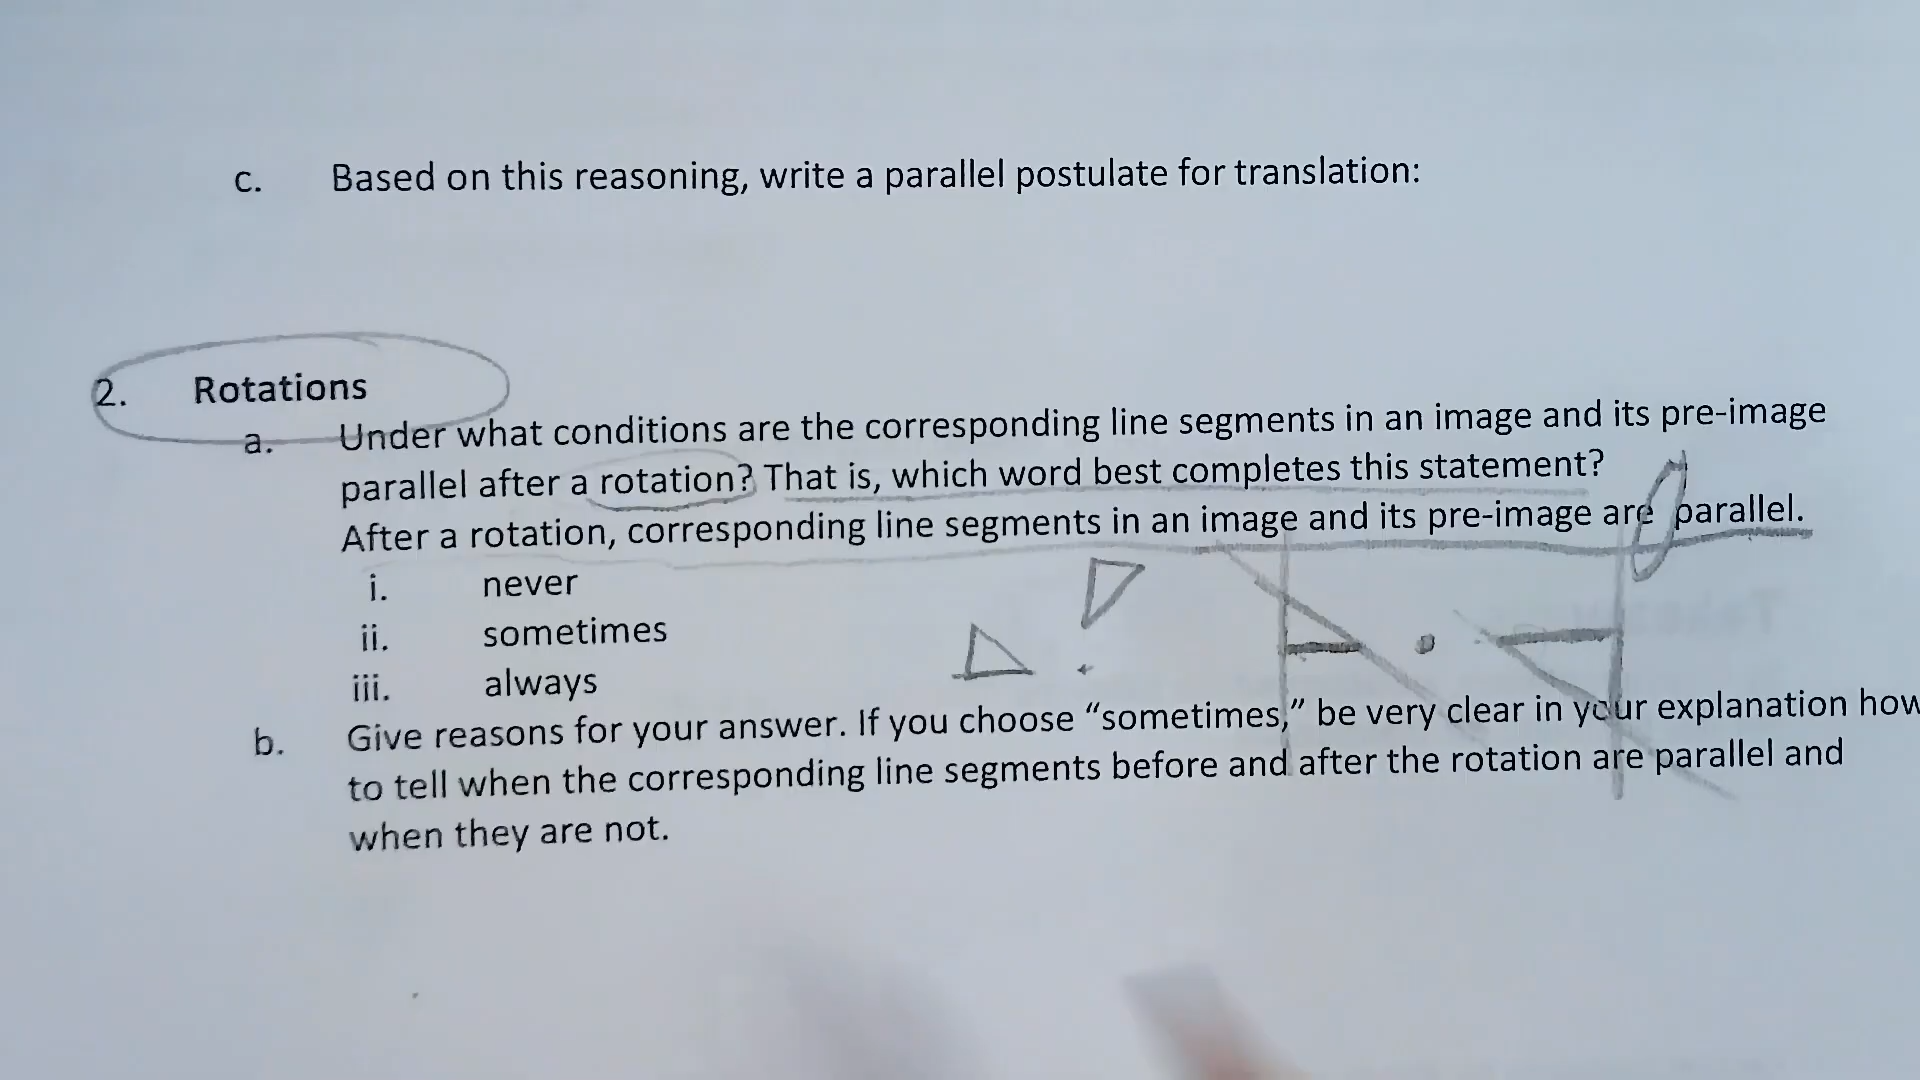 c. Based on this reasoning, write a parallel postulate for translation:
2. Rotations
a. Under what conditions are the corresponding line segments in an image and its pre-image
parallel after a rotation? That is, which word best completes this statement?
After a rotation, corresponding line segments in an image and its pre-image are parallel.
i. never
ii. sometimes
iii. always
b. Give reasons for your answer. If you choose “sometimes,” be very clear in your explanation how
to tell when the corresponding line segments before and after the rotation are parallel and
when they are not.